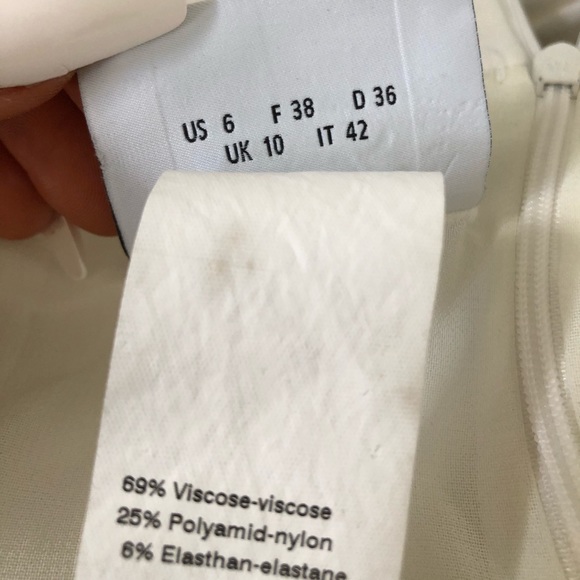 US 6 F 38 D 36
UK 10 IT 42
69% Viscose-viscose
25% Polyamid-nylon
6% Elasthan-elastane